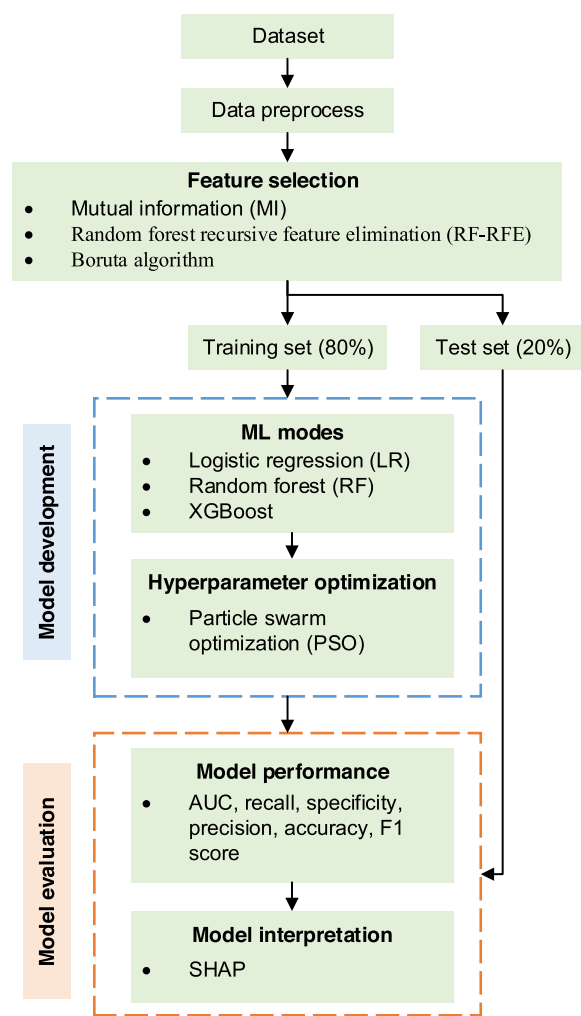 Dataset
Data preprocess
Feature selection
• Mutual information (MI)
• Random forest recursive feature elimination (RF-RFE)
• Boruta algorithm
Training set (80%)
Test set (20%)
Model development
ML modes
• Logistic regression (LR)
• Random forest (RF)
• XGBoost
Hyperparameter optimization
• Particle swarm
optimization (PSO)
Model evaluation
Model performance
• AUC, recall, specificity,
precision, accuracy, F1
score
Model interpretation
• SHAP